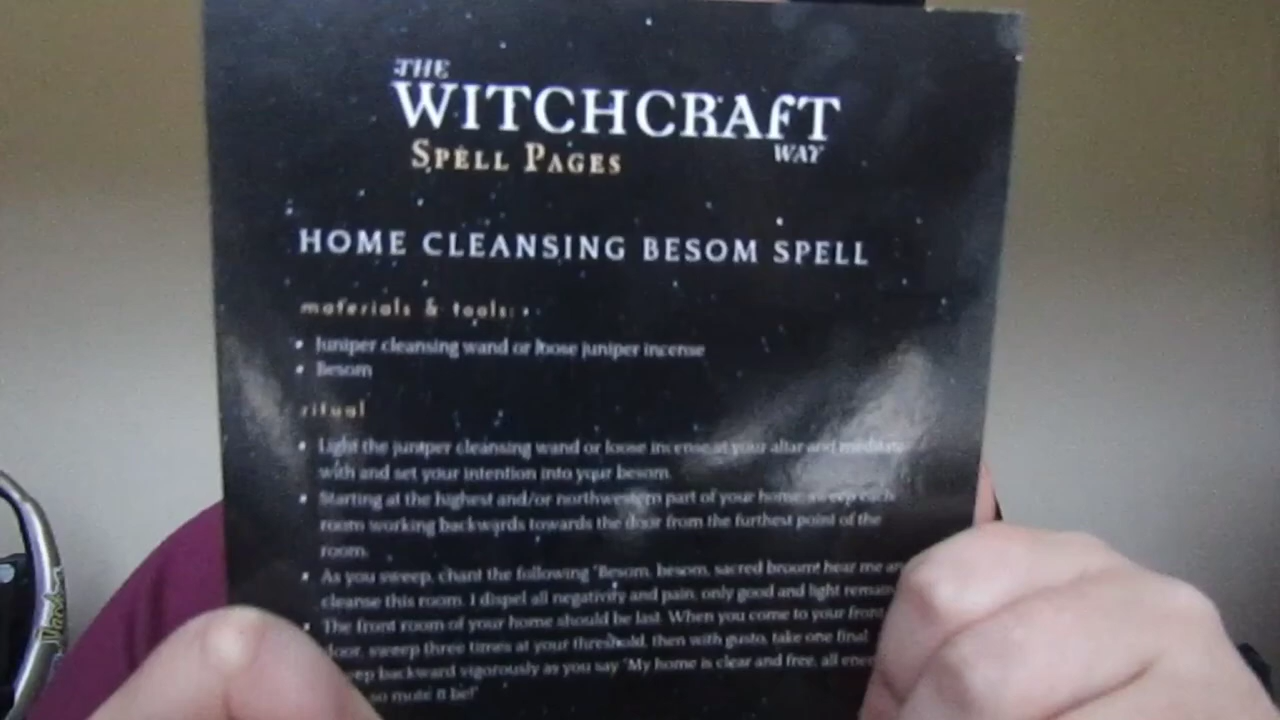 THE
WITCHCRAFT
WAY
SPELL PAGES
HOME CLEANSING BESOM SPELL
materials & tools:
• Juniper cleansing wand or loose juniper incense
• Besom
ritual
• Light the juniper cleansing wand or loose incense at your altar and meditate
with and set your intention into your besom.
• Starting at the highest and/or northwestern part of your home, sweep each
room working backwards towards the door from the furthest point of the
room.
• As you sweep, chant the following "Besom, besom, sacred broom! hear me
cleanse this room. I dispel all negativity and pain, only good and light
• The front room of your home should be last. When you come to your front
door, sweep three times at your threshold, then with gusto, take one final
backward vigorously as you say "My home is clear and free, all
so mote it be!"